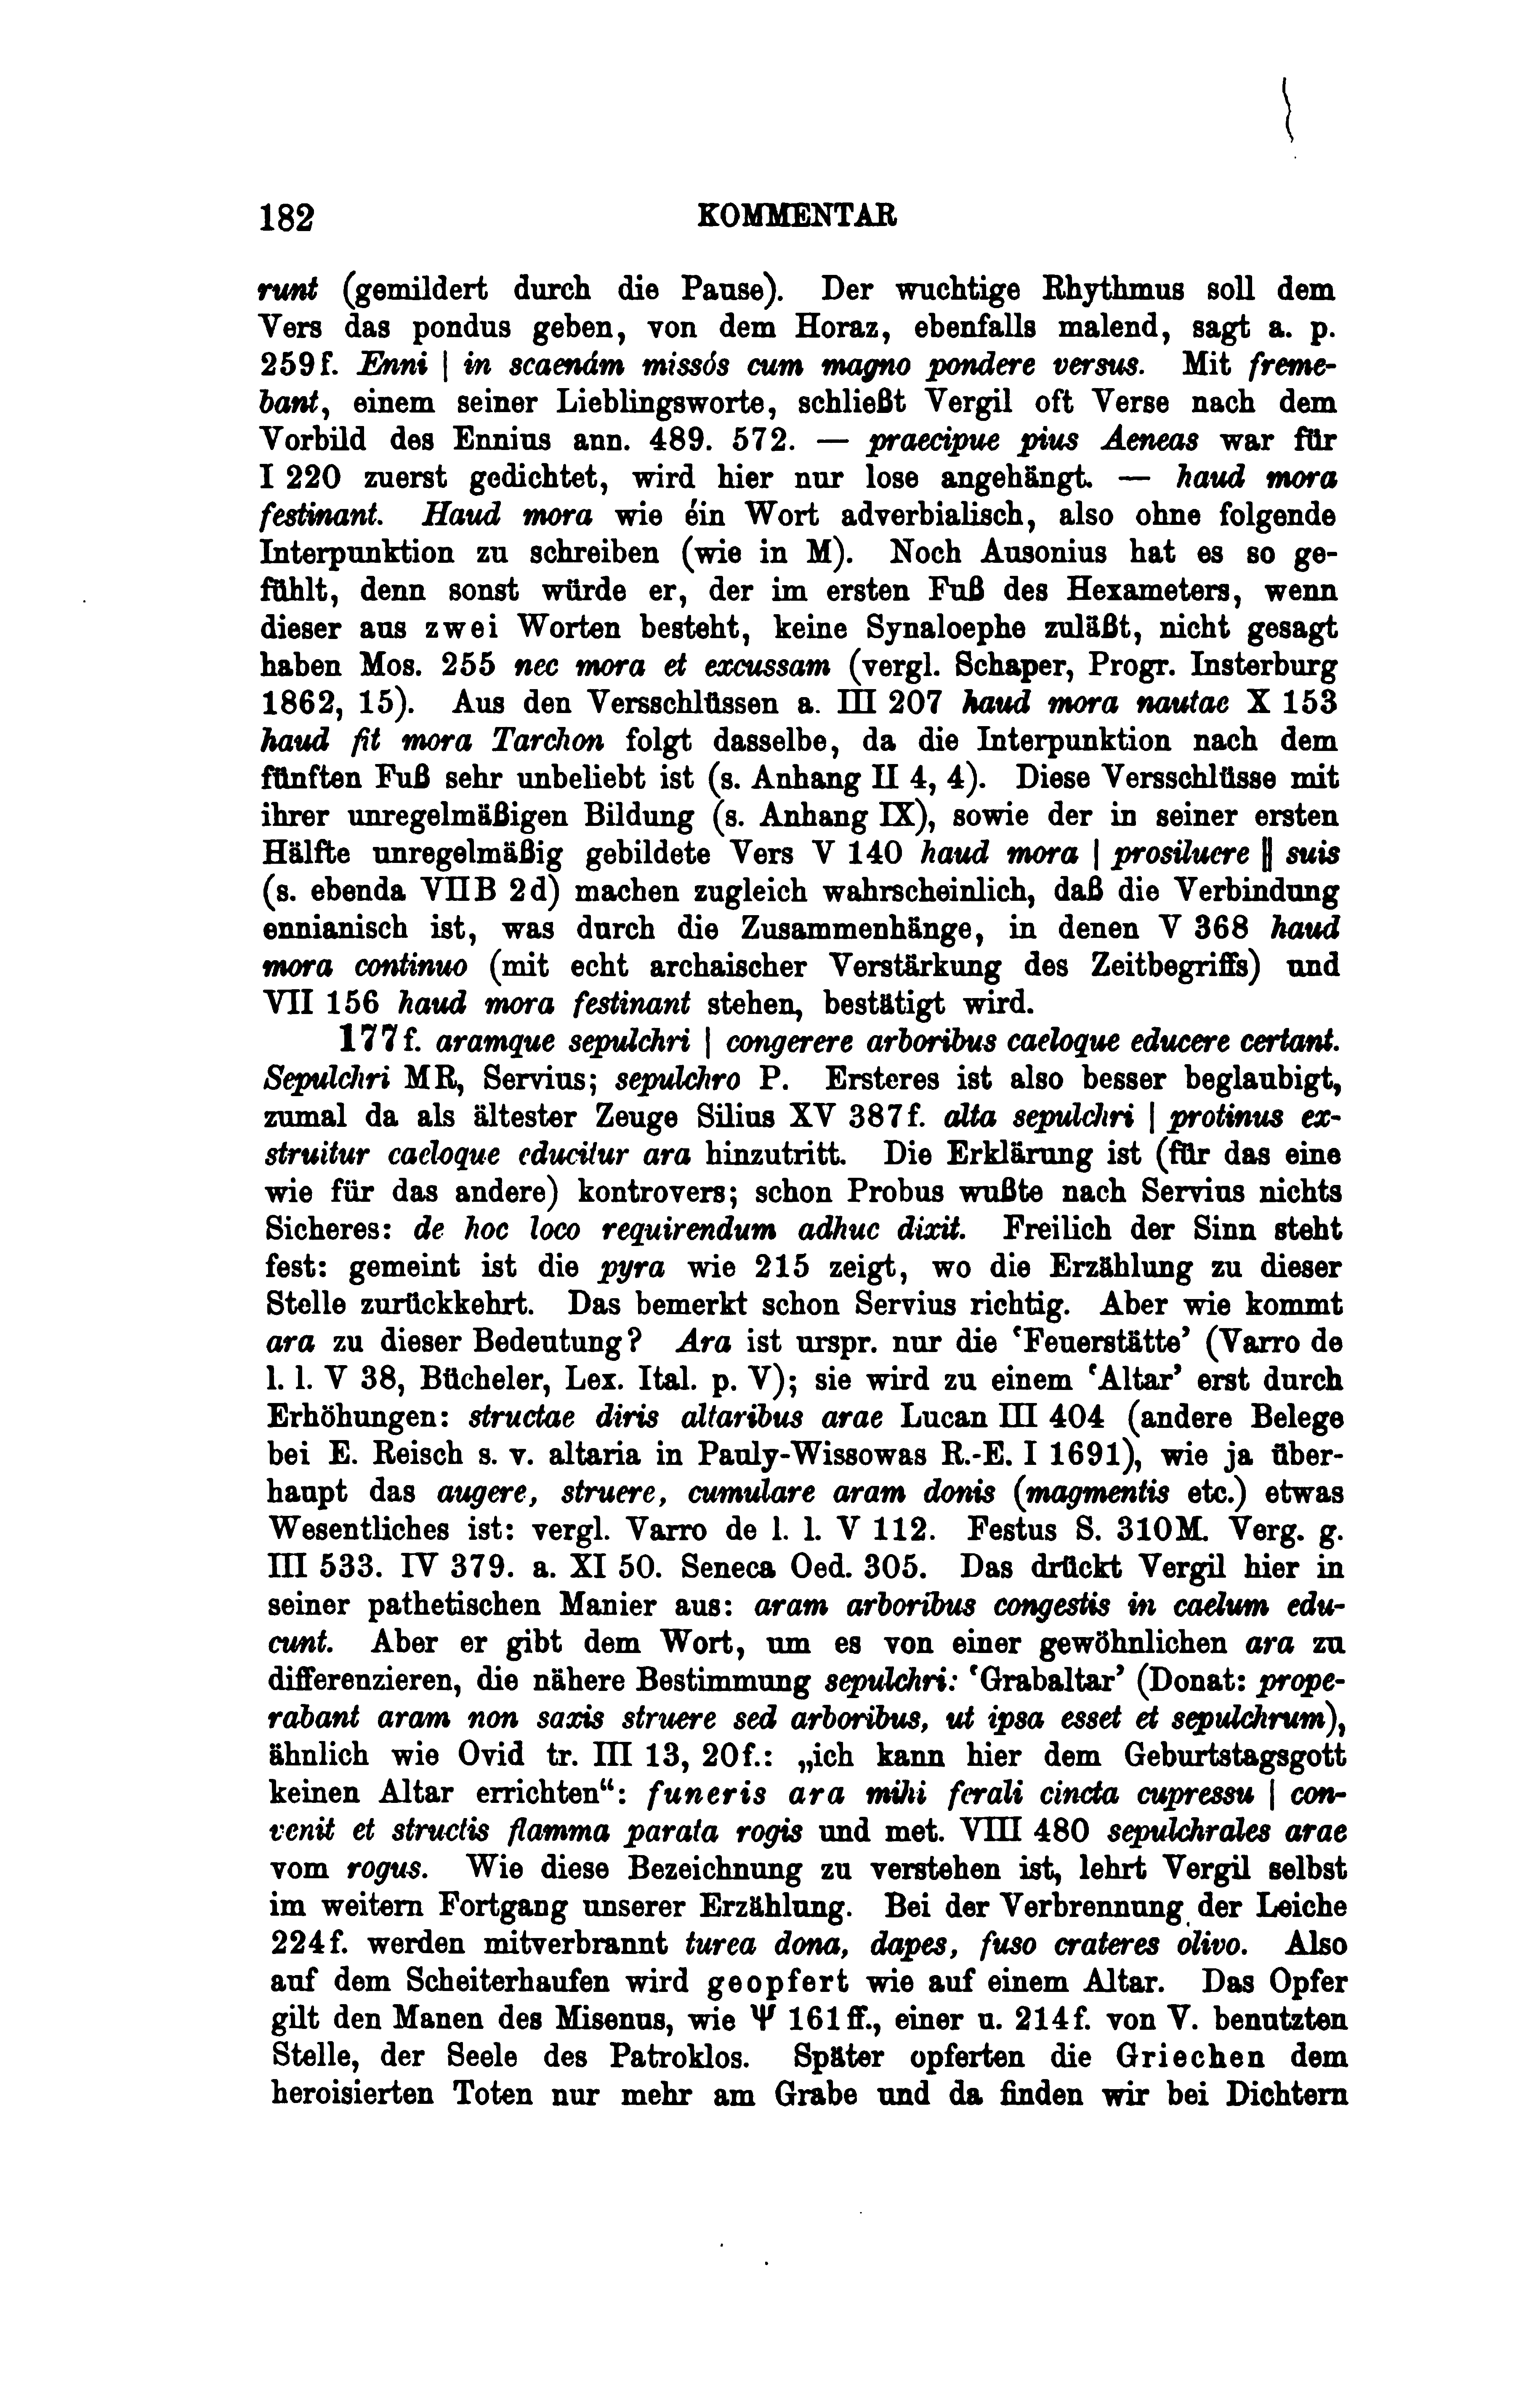 182 KOMMENTAR
runt (gemildert durch die Pause). Der wuchtige Rhythmus soll dem
Vers das pondus geben, von dem Horaz, ebenfalls malend, sagt a. p.
259f. Enni | in scaenám missós cum magno pondere versus. Mit freme-
bant, einem seiner Lieblingsworte, schließt Vergil oft Verse nach dem
Vorbild des Ennius ann. 489. 572. — praecipue pius Aeneas war für
I 220 zuerst gedichtet, wird hier nur lose angehängt. — haud mora
festinant. Haud mora wie éin Wort adverbialisch, also ohne folgende
Interpunktion zu schreiben (wie in M). Noch Ausonius hat es so ge-
fühlt, denn sonst würde er, der im ersten Fuß des Hexameters, wenn
dieser aus zwei Worten besteht, keine Synaloephe zuläßt, nicht gesagt
haben Mos. 255 nec mora et excussam (vergl. Schaper, Progr. Insterburg
1862, 15). Aus den Versschlüssen a. III 207 haud mora nautae X 153
haud fit mora Tarchon folgt dasselbe, da die Interpunktion nach dem
fünften Fuß sehr unbeliebt ist (s. Anhang II 4, 4). Diese Versschlüsse mit
ihrer unregelmäßigen Bildung (s. Anhang IX), sowie der in seiner ersten
Hälfte unregelmäßig gebildete Vers V 140 haud mora | prosiluere || suis
(s. ebenda VII B 2d) machen zugleich wahrscheinlich, daß die Verbindung
ennianisch ist, was durch die Zusammenhänge, in denen V 368 haud
mora continuo (mit echt archaischer Verstärkung des Zeitbegriffs) und
VII 156 haud mora festinant stehen, bestätigt wird.
177f. aramque sepulchri | congerere arboribus caeloque educere certant.
Sepulchri MR, Servius; sepulchro P. Ersteres ist also besser beglaubigt,
zumal da als ältester Zeuge Silius XV 387f. alta sepulchri | protinus ex-
struitur caeloque educitur ara hinzutritt. Die Erklärung ist (für das eine
wie für das andere) kontrovers; schon Probus wußte nach Servius nichts
Sicheres: de hoc loco requirendum adhuc dixit. Freilich der Sinn steht
fest: gemeint ist die pyra wie 215 zeigt, wo die Erzählung zu dieser
Stelle zurückkehrt. Das bemerkt schon Servius richtig. Aber wie kommt
ara zu dieser Bedeutung? Ara ist urspr. nur die ‘Feuerstätte’ (Varro de
l. l. V 38, Bücheler, Lex. Ital. p. V); sie wird zu einem ‘Altar’ erst durch
Erhöhungen: structae diris altaribus arae Lucan III 404 (andere Belege
bei E. Reisch s. v. altaria in Pauly-Wissowas R.-E. I 1691), wie ja über-
haupt das augere, struere, cumulare aram donis (magmentis etc.) etwas
Wesentliches ist: vergl. Varro de l. l. V 112. Festus S. 310M. Verg. g.
III 533. IV 379. a. XI 50. Seneca Oed. 305. Das drückt Vergil hier in
seiner pathetischen Manier aus: aram arboribus congestis in caelum edu-
cunt. Aber er gibt dem Wort, um es von einer gewöhnlichen ara zu
differenzieren, die nähere Bestimmung sepulchri: ‘Grabaltar’ (Donat: prope-
rabant aram non saxis struere sed arboribus, ut ipsa esset et sepulchrum),
ähnlich wie Ovid tr. III 13, 20f.: „ich kann hier dem Geburtstagsgott
keinen Altar errichten“: funeris ara mihi ferali cincta cupressu | con-
venit et structis flamma parata rogis und met. VIII 480 sepulchrales arae
vom rogus. Wie diese Bezeichnung zu verstehen ist, lehrt Vergil selbst
im weitern Fortgang unserer Erzählung. Bei der Verbrennung der Leiche
224f. werden mitverbrannt turea dona, dapes, fuso crateres olivo. Also
auf dem Scheiterhaufen wird geopfert wie auf einem Altar. Das Opfer
gilt den Manen des Misenus, wie Ψ 161ff., einer u. 214f. von V. benutzten
Stelle, der Seele des Patroklos. Später opferten die Griechen dem
heroisierten Toten nur mehr am Grabe und da finden wir bei Dichtern